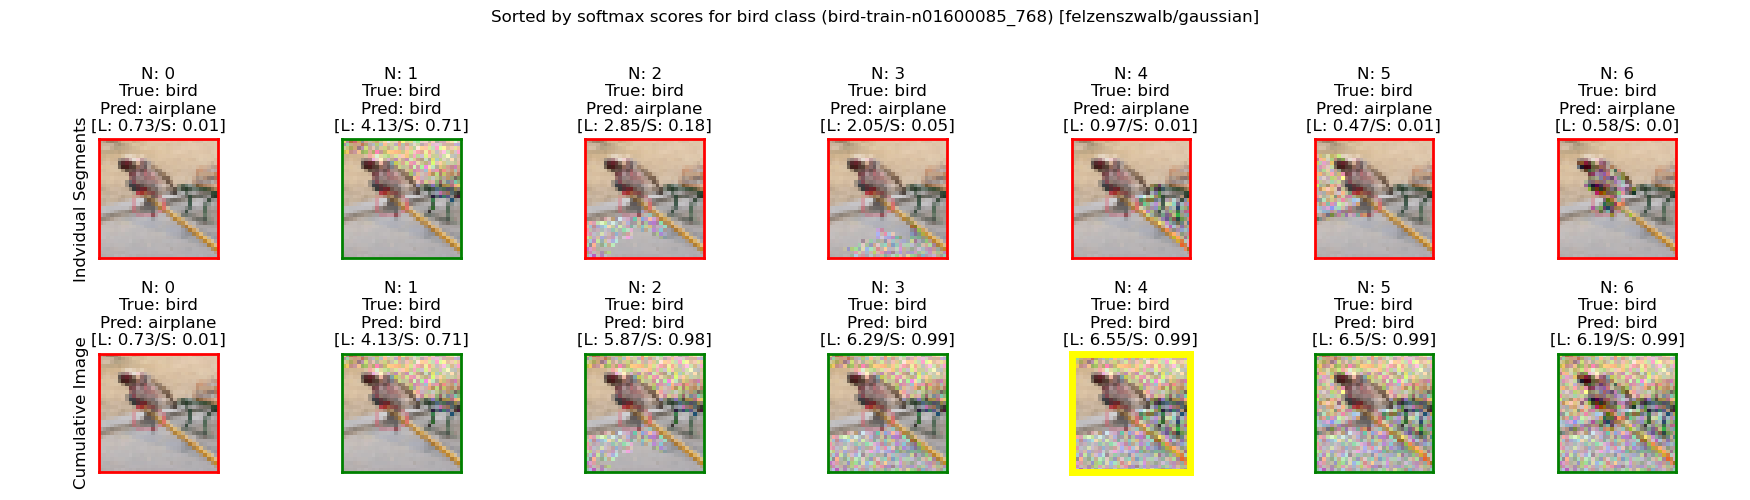 Sorted by softmax scores for bird class (bird-train-n01600085_768) [felzenszwalb/gaussian]
Indvidual Segments
N: 0
True: bird
Pred: airplane
[L: 0.73/S: 0.01]
N: 1
True: bird
Pred: bird
[L: 4.13/S: 0.71]
N: 2
True: bird
Pred: airplane
[L: 2.85/S: 0.18]
N: 3
True: bird
Pred: airplane
[L: 2.05/S: 0.05]
N: 4
True: bird
Pred: airplane
[L: 0.97/S: 0.01]
N: 5
True: bird
Pred: airplane
[L: 0.47/S: 0.01]
N: 6
True: bird
Pred: airplane
[L: 0.58/S: 0.0]
Cumulative Image
N: 0
True: bird
Pred: airplane
[L: 0.73/S: 0.01]
N: 1
True: bird
Pred: bird
[L: 4.13/S: 0.71]
N: 2
True: bird
Pred: bird
[L: 5.87/S: 0.98]
N: 3
True: bird
Pred: bird
[L: 6.29/S: 0.99]
N: 4
True: bird
Pred: bird
[L: 6.55/S: 0.99]
N: 5
True: bird
Pred: bird
[L: 6.5/S: 0.99]
N: 6
True: bird
Pred: bird
[L: 6.19/S: 0.99]